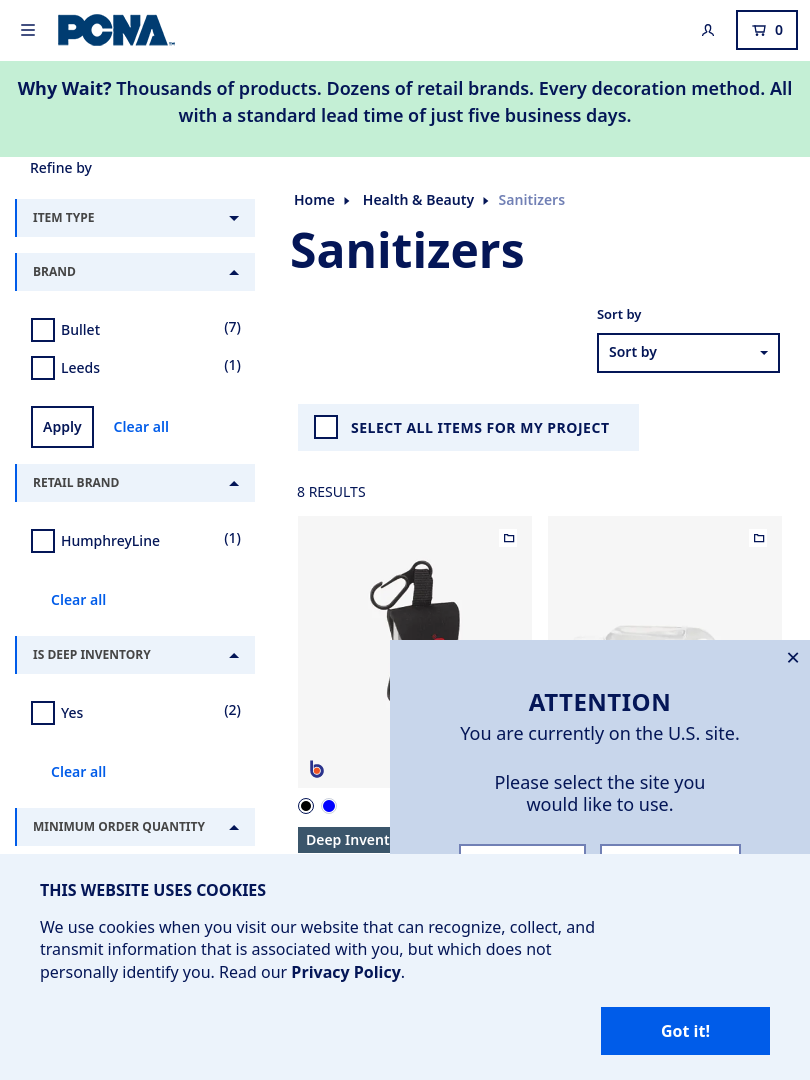 PCNA
0
Why Wait? Thousands of products. Dozens of retail brands. Every decoration method. All
with a standard lead time of just five business days.
Refine by
ITEM TYPE
BRAND
Bullet (7)
Leeds (1)
Apply Clear all
RETAIL BRAND
HumphreyLine (1)
Clear all
IS DEEP INVENTORY
Yes (2)
Clear all
MINIMUM ORDER QUANTITY
Home Health & Beauty Sanitizers
Sanitizers
Sort by
Sort by
SELECT ALL ITEMS FOR MY PROJECT
8 RESULTS
b
Deep Invent
ATTENTION
You are currently on the U.S. site.
Please select the site you
would like to use.
THIS WEBSITE USES COOKIES
We use cookies when you visit our website that can recognize, collect, and
transmit information that is associated with you, but which does not
personally identify you. Read our Privacy Policy.
Got it!